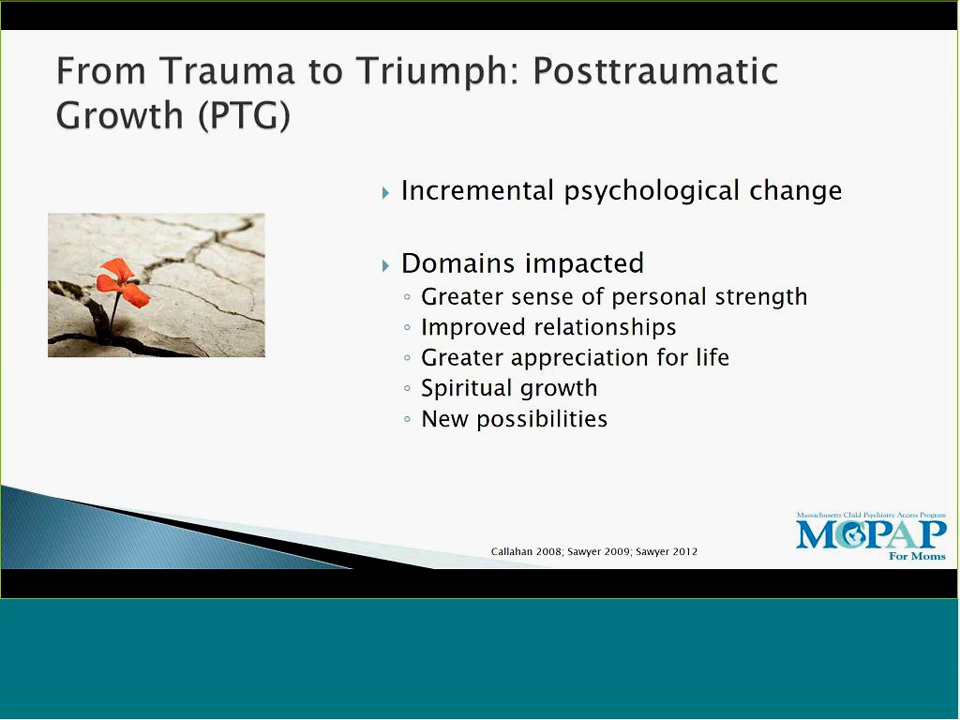 From Trauma to Triumph: Posttraumatic
Growth (PTG)
Incremental psychological change
Domains impacted
Greater sense of personal strength
Improved relationships
Greater appreciation for life
Spiritual growth
New possibilities
Callahan 2008; Sawyer 2009; Sawyer 2012
Massachusetts Child Psychiatry Access Program
MCPAP
For Moms